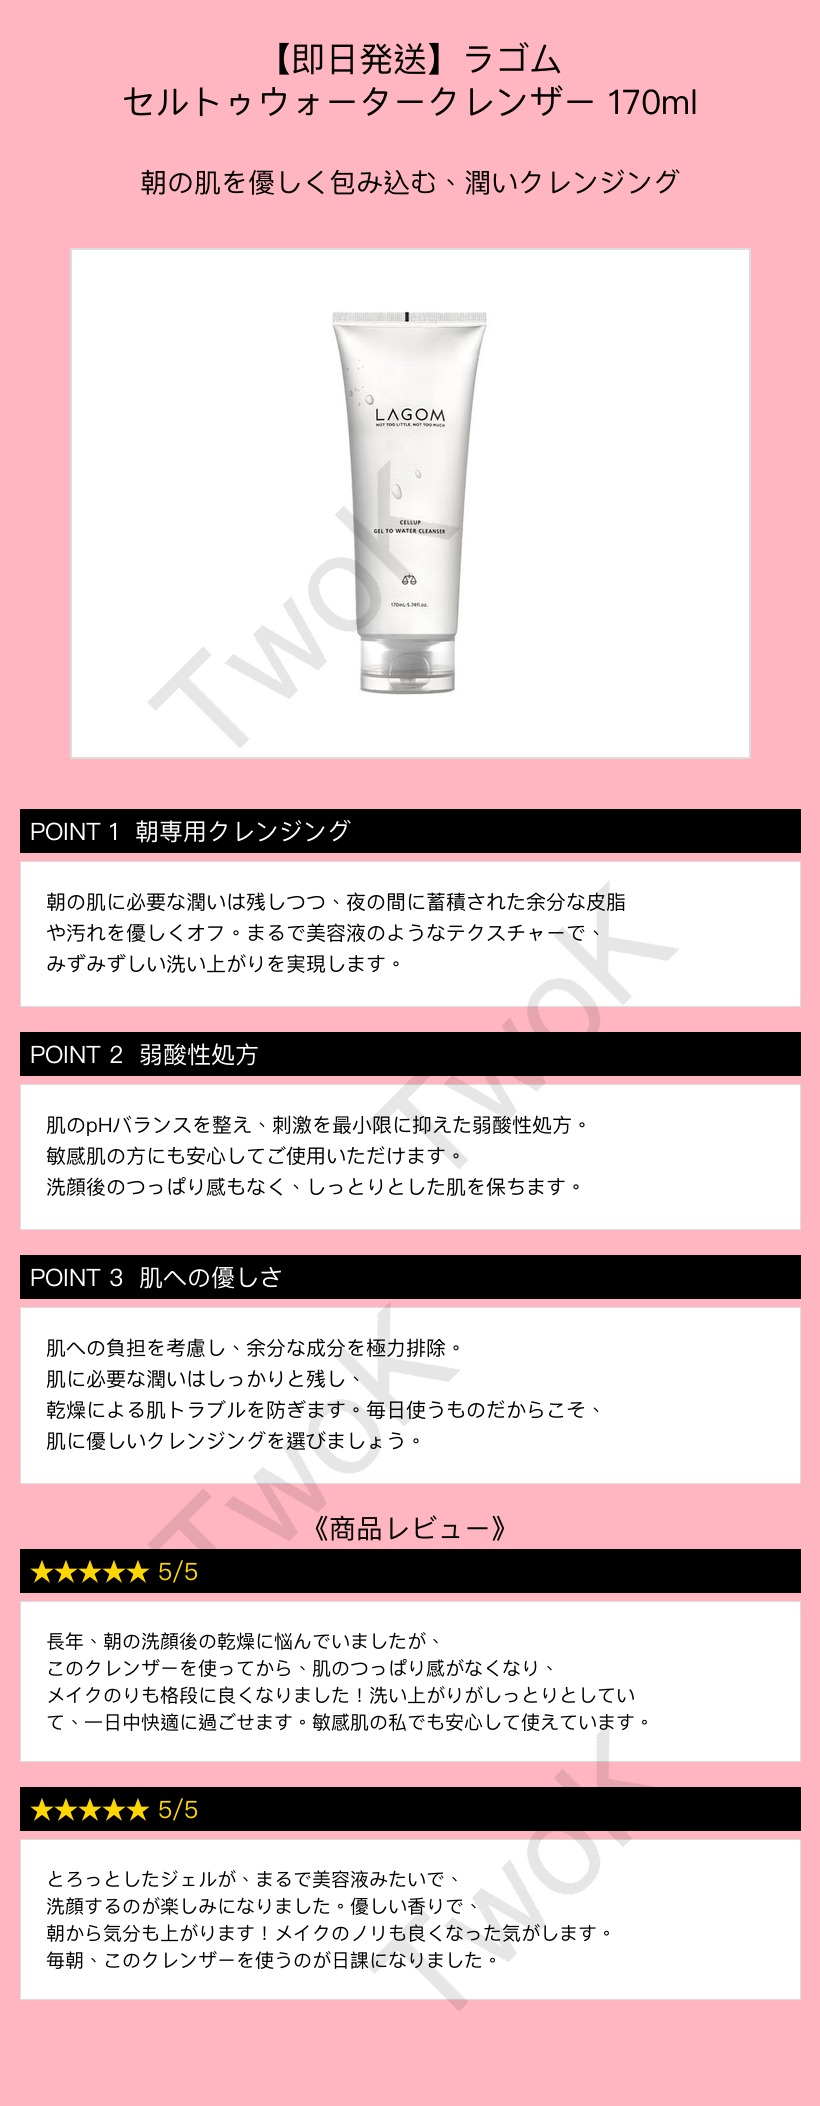 【即日発送】ラゴム
セルトゥウォータークレンザー 170ml
朝の肌を優しく包み込む、潤いクレンジング
LAGOM
NOT TOO LITTLE, NOT TOO MUCH
CELLUP
GEL TO WATER CLEANSER
170mL·5.74fl.oz.
TwoK
POINT 1 朝専用クレンジング
朝の肌に必要な潤いは残しつつ、夜の間に蓄積された余分な皮脂
や汚れを優しくオフ。まるで美容液のようなテクスチャーで、
みずみずしい洗い上がりを実現します。
TwoK
POINT 2 弱酸性処方
肌のpHバランスを整え、刺激を最小限に抑えた弱酸性処方。
敏感肌の方にも安心してご使用いただけます。
洗顔後のつっぱり感もなく、しっとりとした肌を保ちます。
POINT 3 肌への優しさ
肌への負担を考慮し、余分な成分を極力排除。
肌に必要な潤いはしっかりと残し、
乾燥による肌トラブルを防ぎます。毎日使うものだからこそ、
肌に優しいクレンジングを選びましょう。
TwoK
《商品レビュー》
★★★★★ 5/5
長年、朝の洗顔後の乾燥に悩んでいましたが、
このクレンザーを使ってから、肌のつっぱり感がなくなり、
メイクのりも格段に良くなりました！洗い上がりがしっとりとしてい
て、一日中快適に過ごせます。敏感肌の私でも安心して使えています。
★★★★★ 5/5
とろっとしたジェルが、まるで美容液みたいで、
洗顔するのが楽しみになりました。優しい香りで、
朝から気分も上がります！メイクのノリも良くなった気がします。
毎朝、このクレンザーを使うのが日課になりました。
TwoK